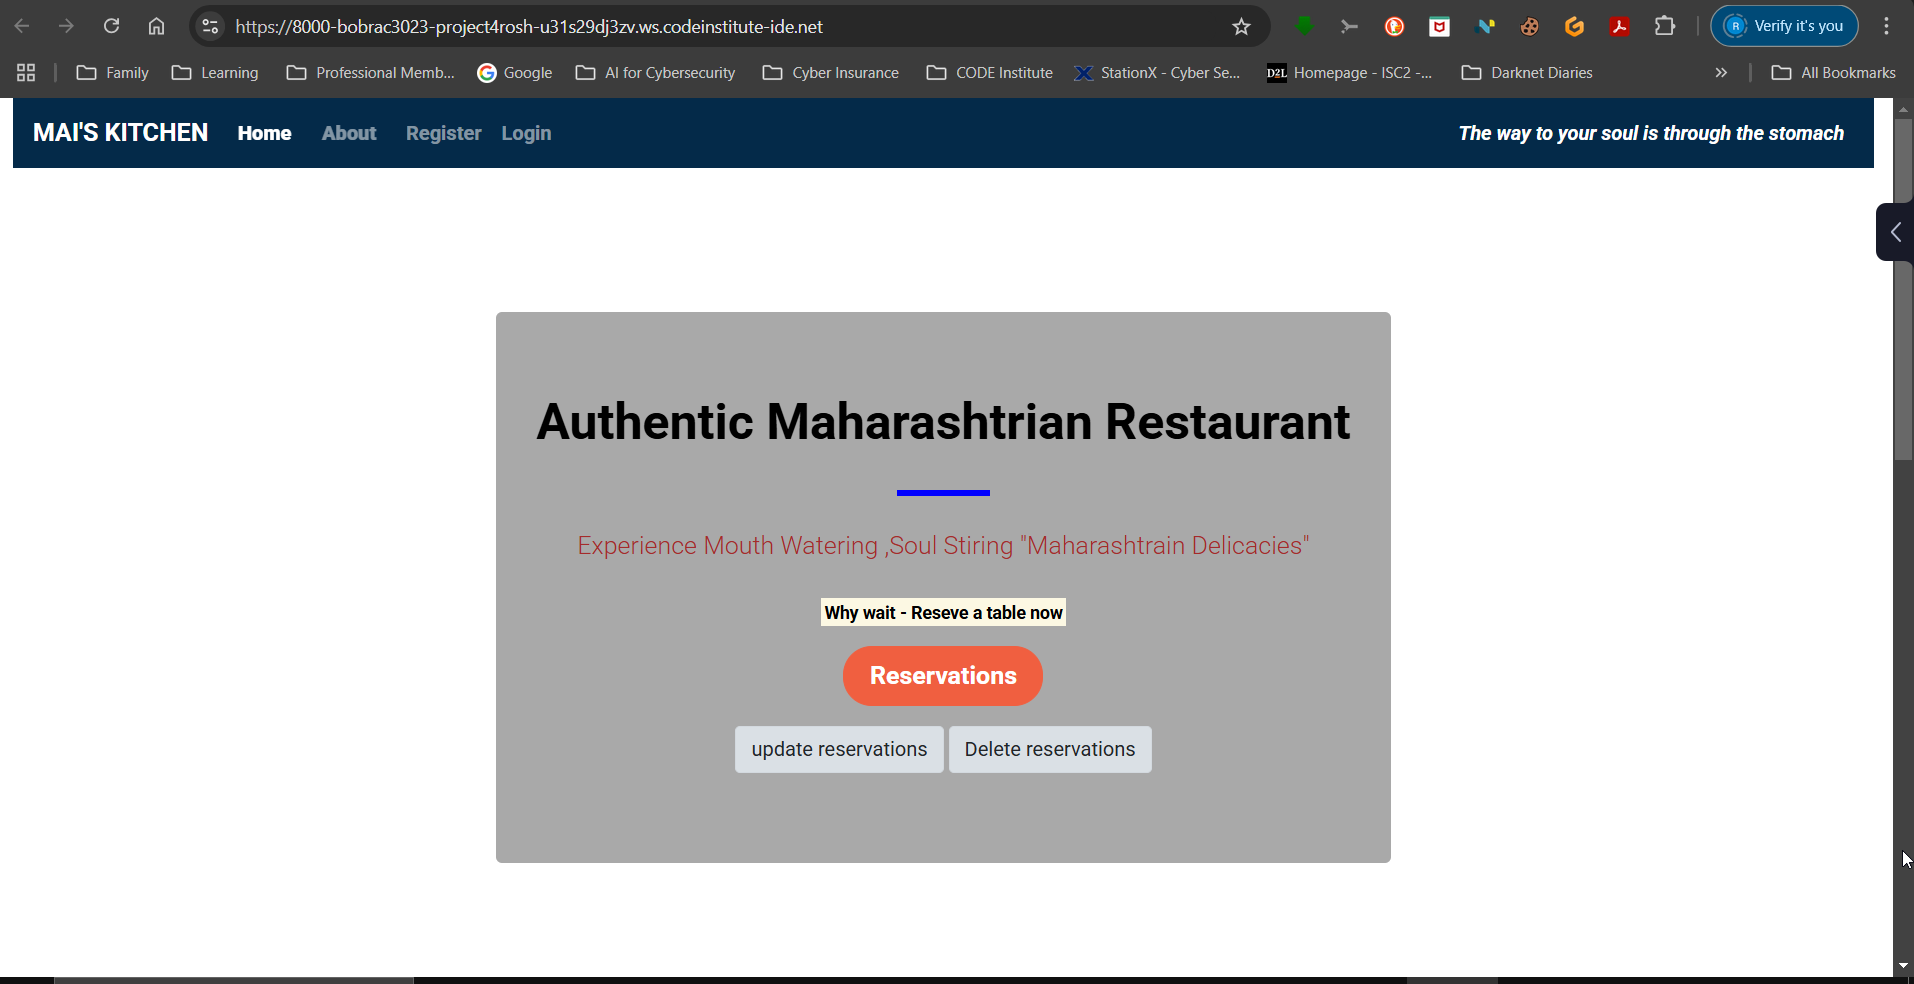 https://8000-bobrac3023-project4rosh-u31s29dj3zv.ws.codeinstitute-ide.net
R Verify it's you
Family Learning Professional Memb... Google AI for Cybersecurity Cyber Insurance CODE Institute StationX - Cyber Se... D2L Homepage - ISC2 -... Darknet Diaries » All Bookmarks
MAI'S KITCHEN Home About Register Login The way to your soul is through the stomach
Authentic Maharashtrian Restaurant
Experience Mouth Watering ,Soul Stiring "Maharashtrain Delicacies"
Why wait - Reseve a table now
Reservations
update reservations Delete reservations